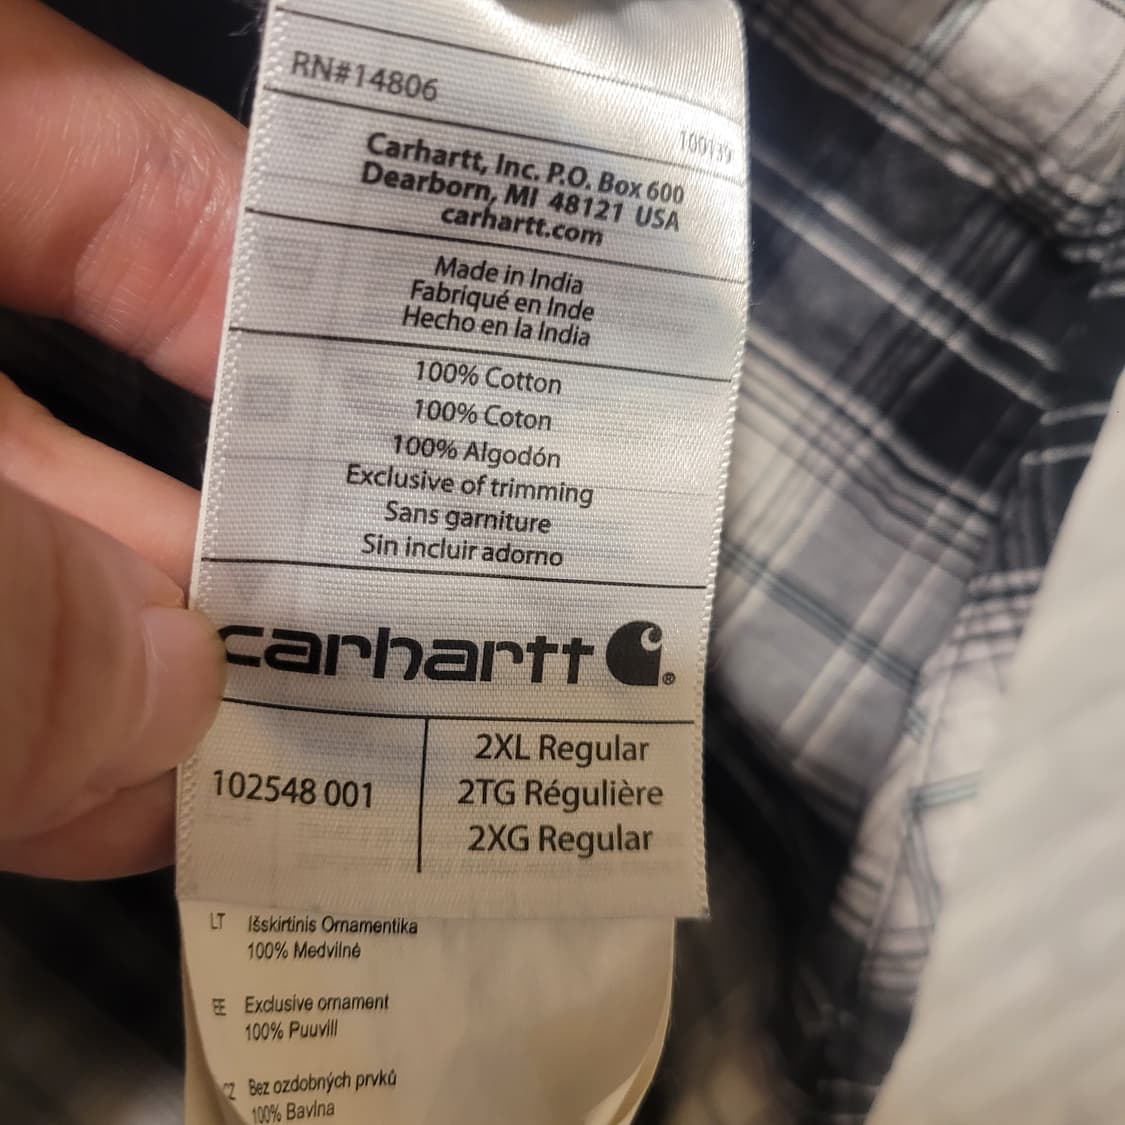 RN#14806
100139
Carhartt, Inc. P.O. Box 600
Dearborn, MI 48121 USA
carhartt.com
Made in India
Fabriqué en Inde
Hecho en la India
100% Cotton
100% Coton
100% Algodón
Exclusive of trimming
Sans garniture
Sin incluir adorno
carhartt
®
102548 001
2XL Regular
2TG Régulière
2XG Regular
LT Išskirtinis Ornamentika
100% Medvilnė
EE Exclusive ornament
100% Puuvill
CZ Bez ozdobných prvků
100% Bavlna